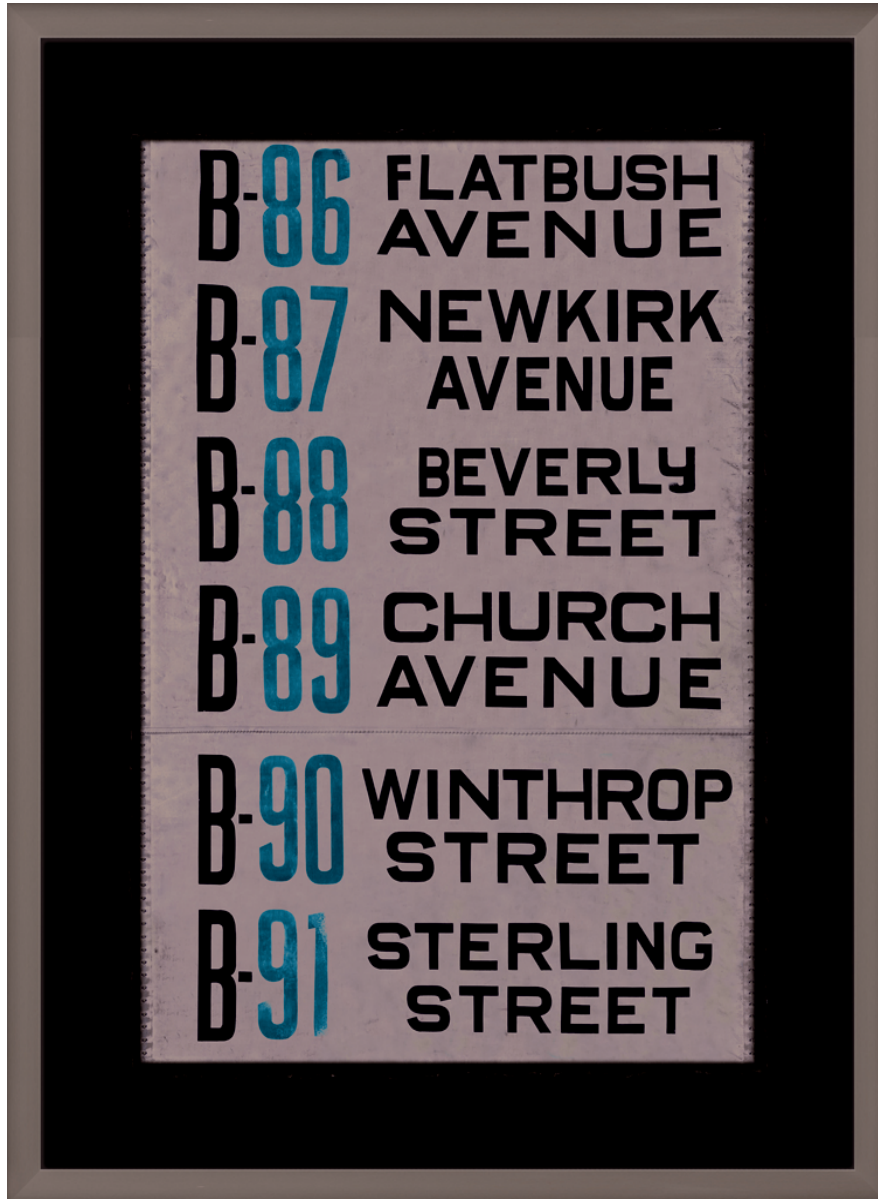 B-86 FLATBUSH
AVENUE
B-87 NEWKIRK
AVENUE
B-88 BEVERLY
STREET
B-89 CHURCH
AVENUE
B-90 WINTHROP
STREET
B-91 STERLING
STREET